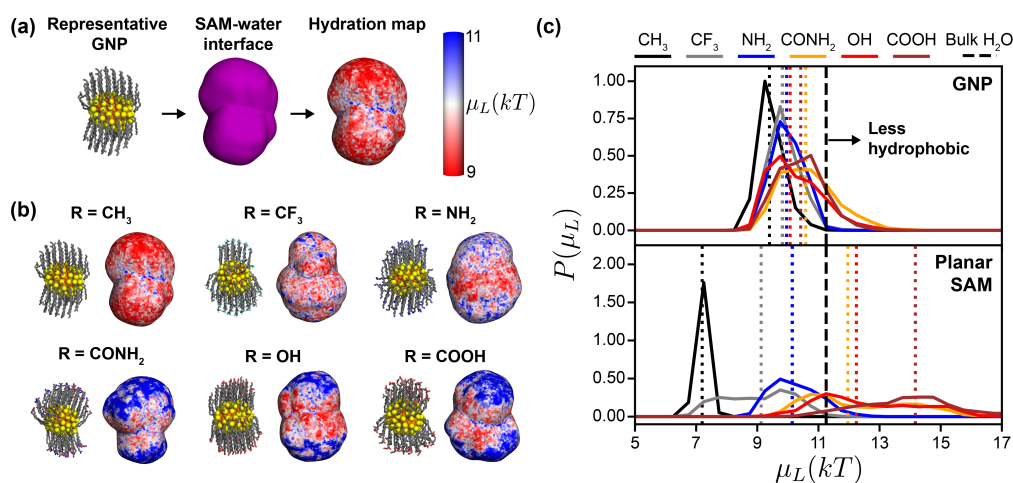 (a)
Representative
GNP
SAM-water
interface
Hydration map
11
μ_L(kT)
9
(b)
R = CH₃
R = CF₃
R = NH₂
R = CONH₂
R = OH
R = COOH
(c)
CH₃ CF₃ NH₂ CONH₂ OH COOH Bulk H₂O
GNP
Less
hydrophobic
1.00
0.75
0.50
0.25
0.00
P(μ_L)
Planar
SAM
2.00
1.50
1.00
0.50
0.00
5 7 9 11 13 15 17
μ_L(kT)